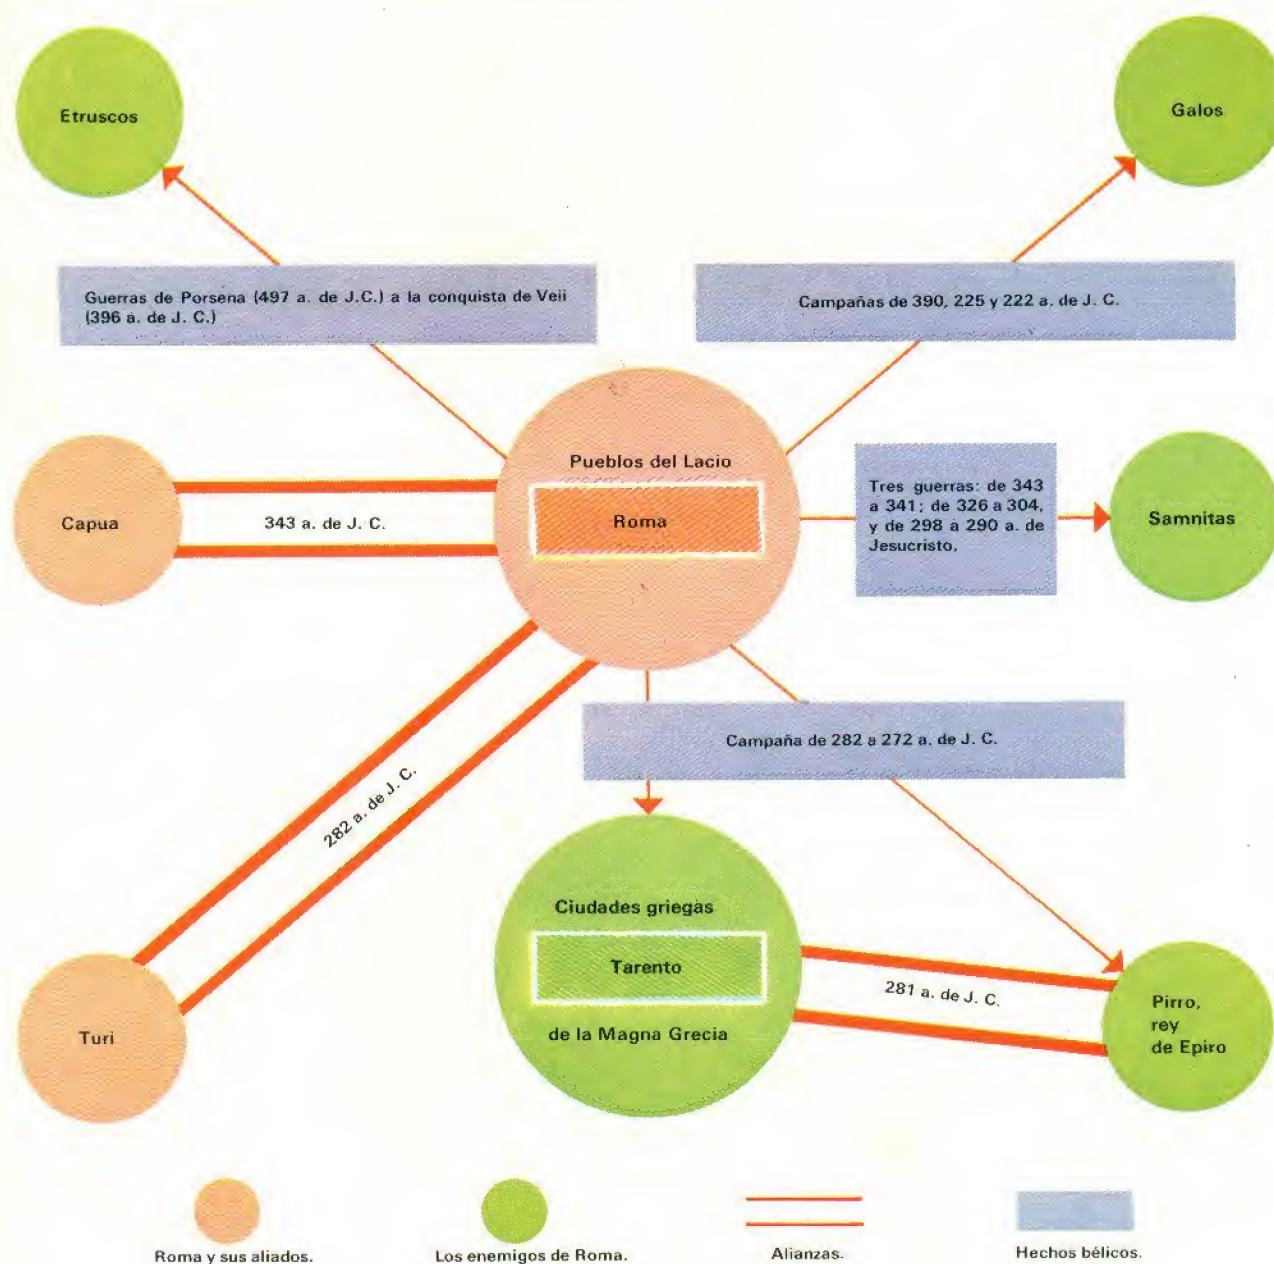 Etruscos
Galos
Guerras de Porsena (497 a. de J.C.) a la conquista de Veii
(396 a. de J. C.)
Campañas de 390, 225 y 222 a. de J. C.
Pueblos del Lacio
Roma
Capua
343 a. de J. C.
Tres guerras: de 343
a 341; de 326 a 304,
y de 298 a 290 a. de
Jesucristo.
Samnitas
Campaña de 282 a 272 a. de J. C.
282 a. de J. C.
Ciudades griegas
Tarento
de la Magna Grecia
281 a. de J. C.
Pirro,
rey
de Epiro
Turi
Roma y sus aliados.
Los enemigos de Roma.
Alianzas.
Hechos bélicos.